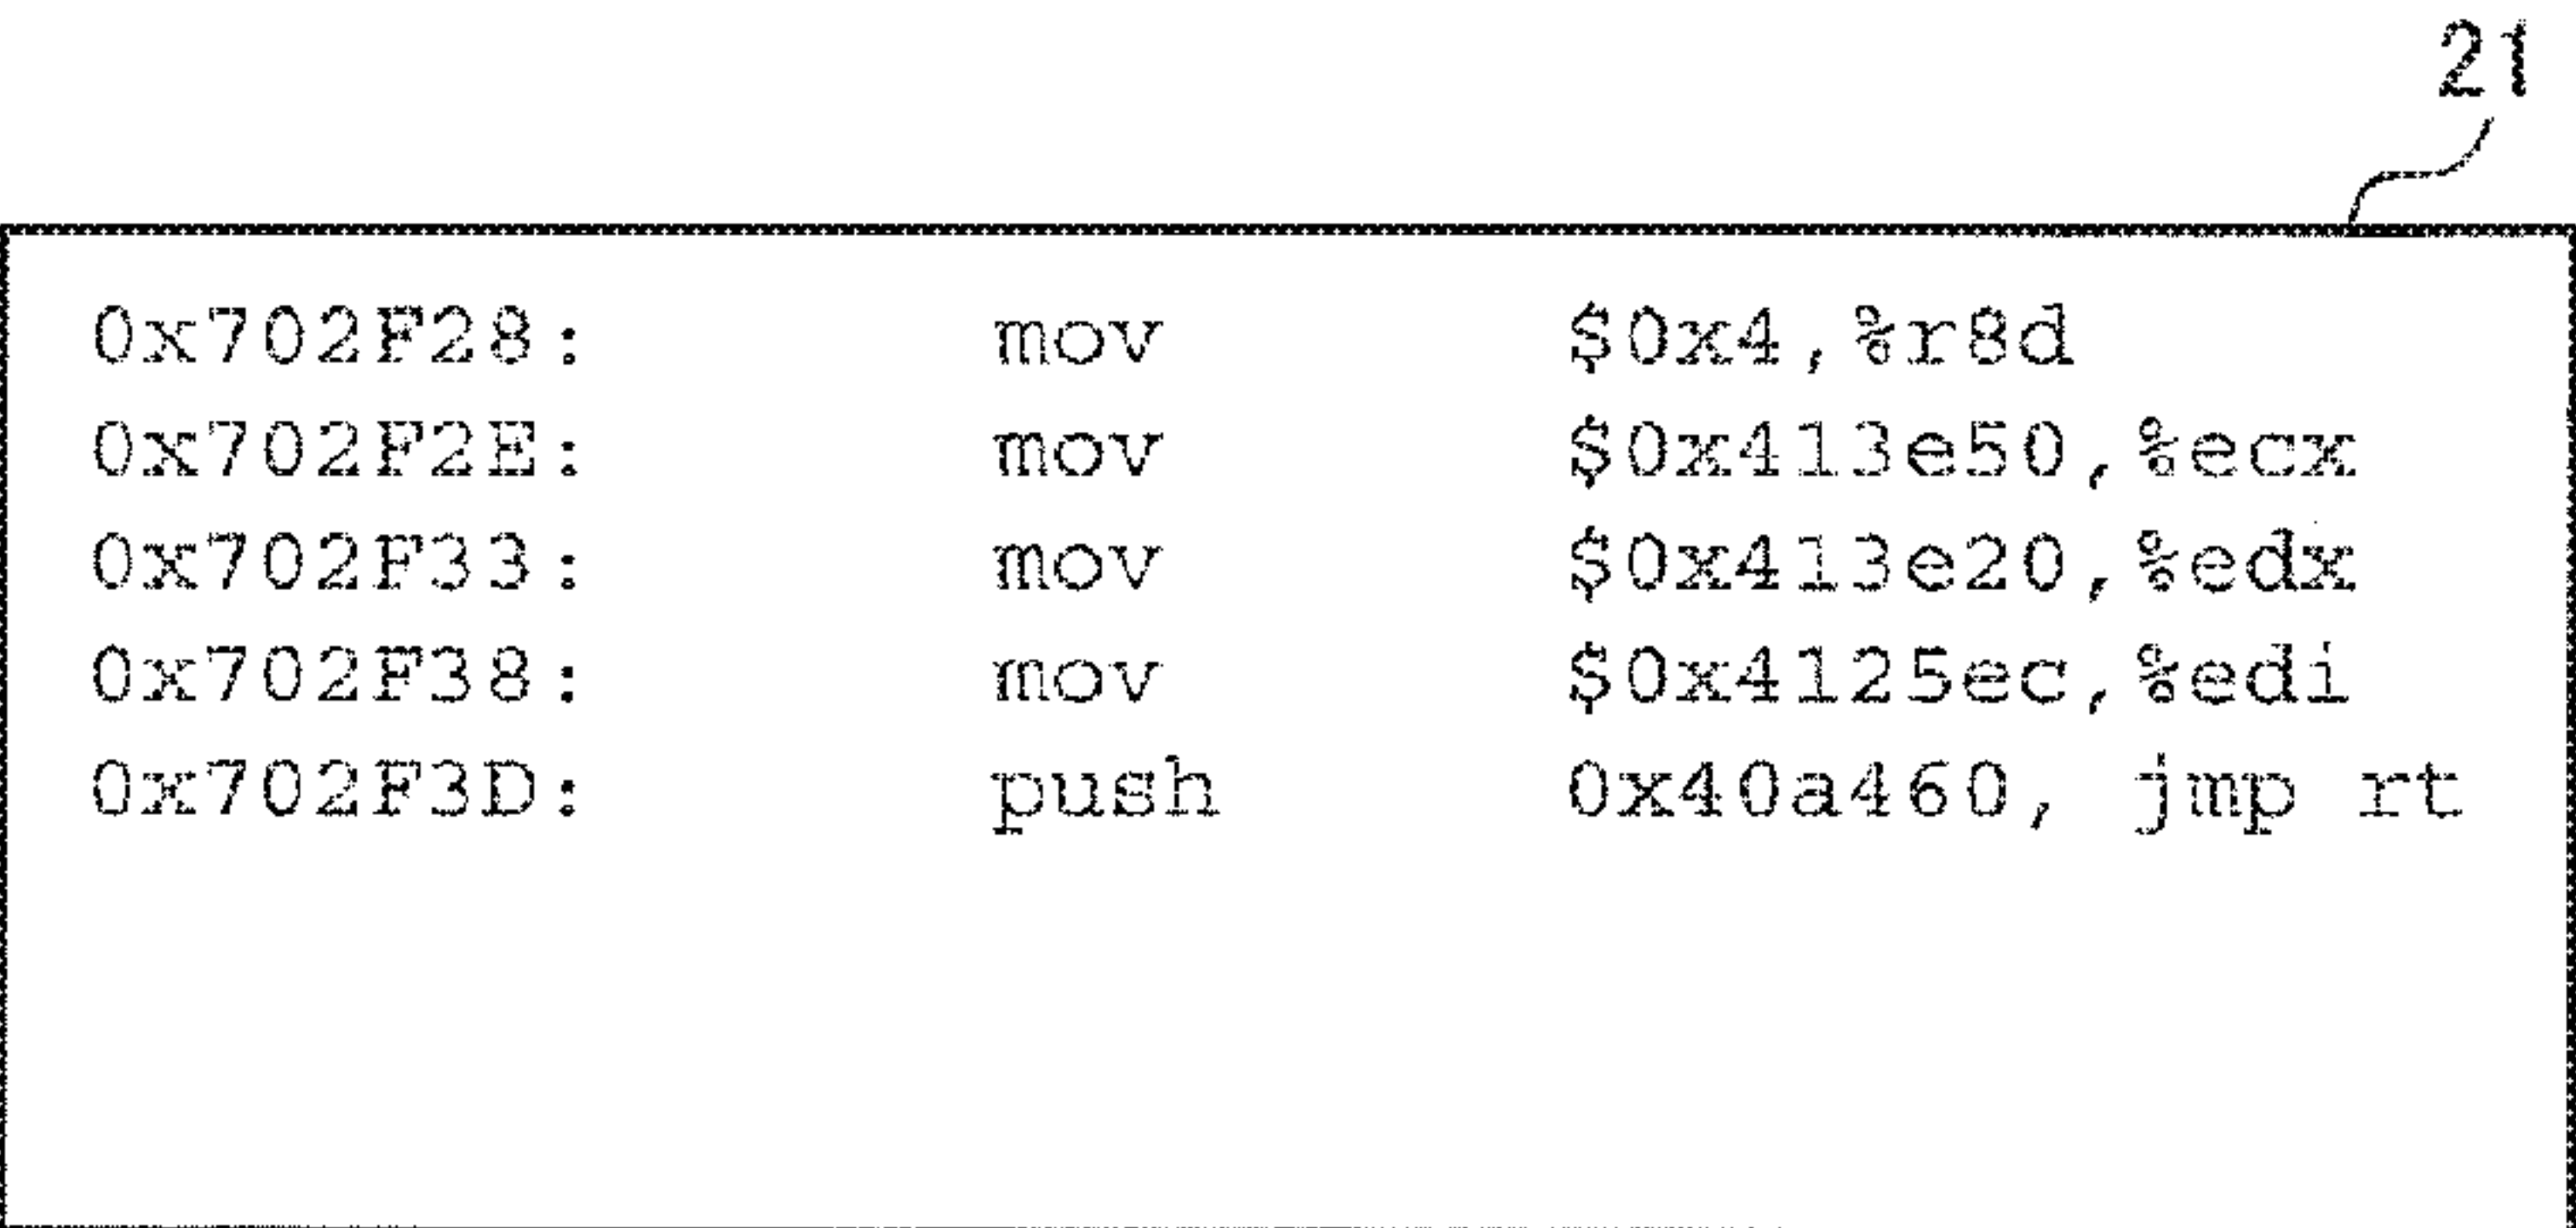 21
0x702F28: mov $0x4,%r8d
0x702F2E: mov $0x413e50,%ecx
0x702F33: mov $0x413e20,%edx
0x702F38: mov $0x4125ec,%edi
0x702F3D: push 0x40a460, jmp rt